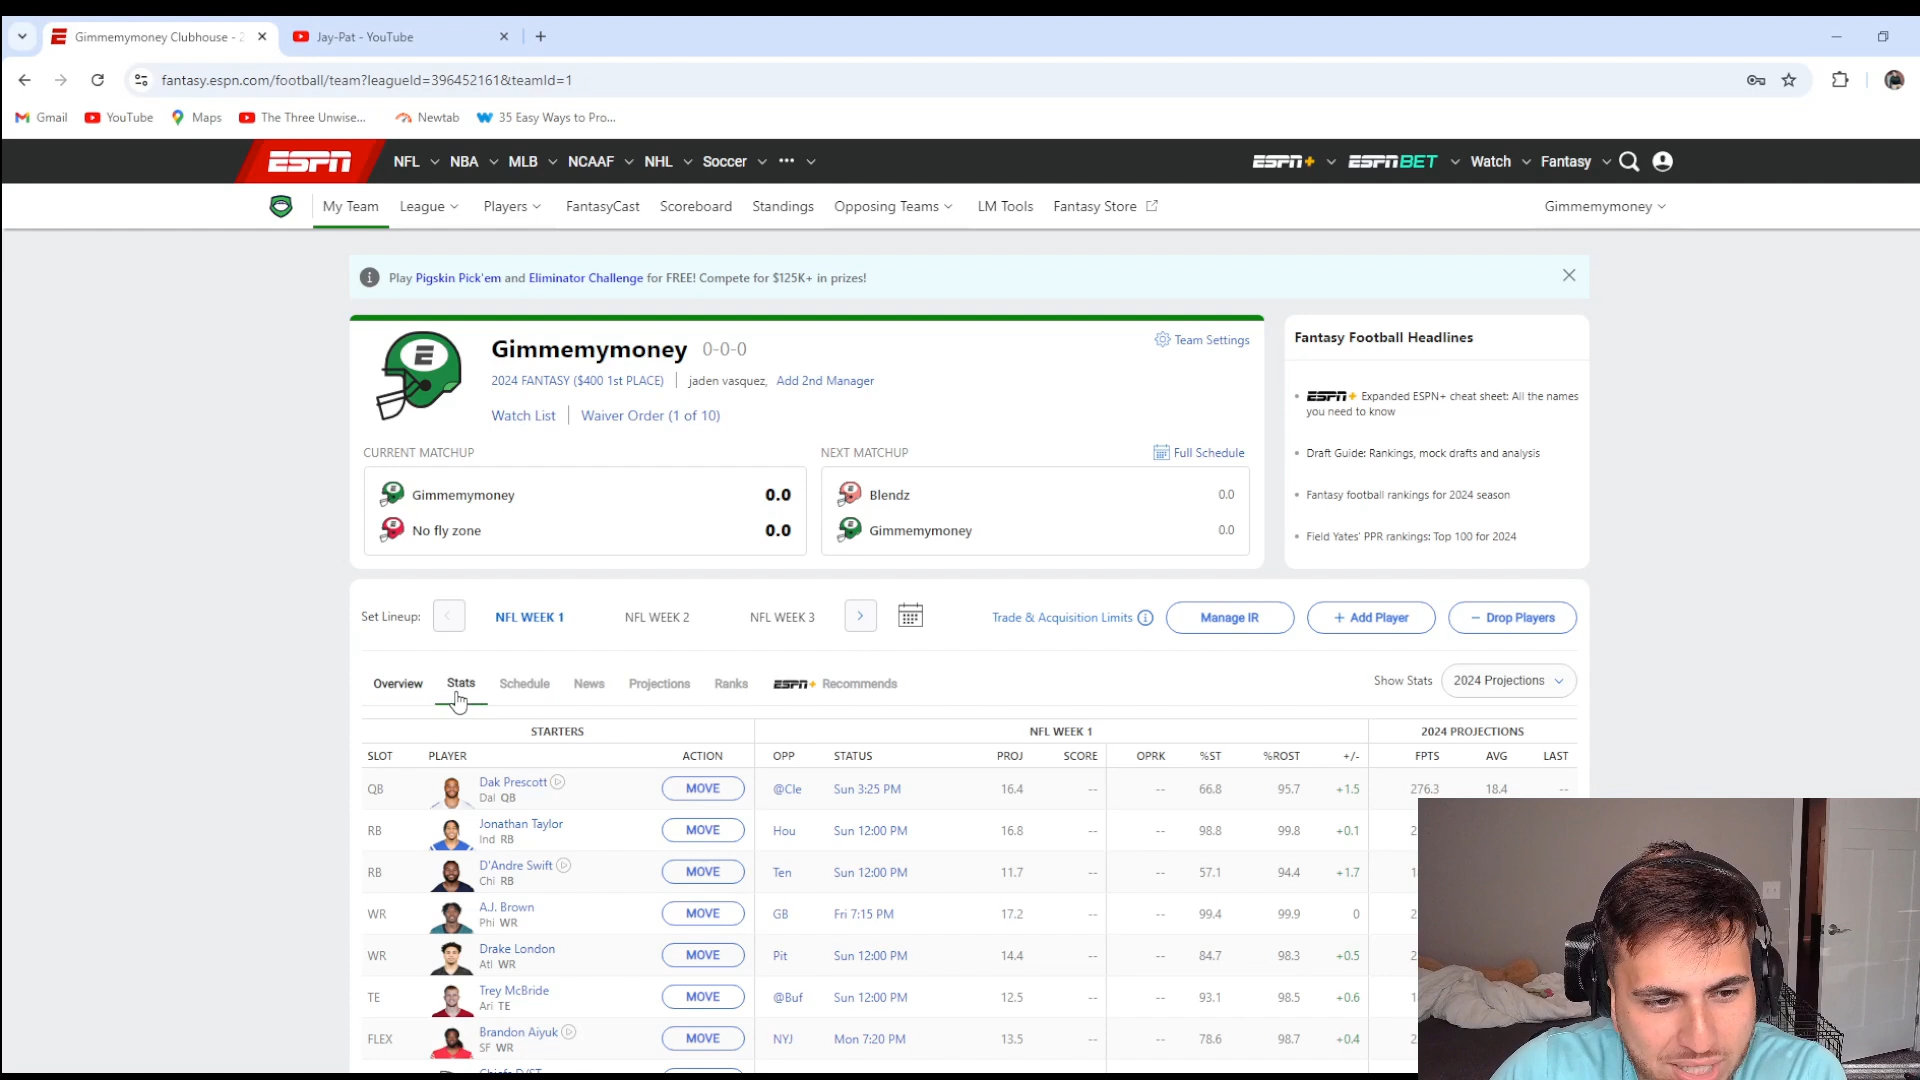 Gimmemymoney Clubhouse - 2
Jay-Pat - YouTube
fantasy.espn.com/football/team?leagueId=396452161&teamId=1
Gmail YouTube Maps The Three Unwise... Newtab 35 Easy Ways to Pro...
ESPN NFL NBA MLB NCAAF NHL Soccer ••• ESPN+ ESPN BET Watch Fantasy
My Team League Players FantasyCast Scoreboard Standings Opposing Teams LM Tools Fantasy Store Gimmemymoney
Play Pigskin Pick'em and Eliminator Challenge for FREE! Compete for $125K+ in prizes!
E
Gimmemymoney 0-0-0
Team Settings
2024 FANTASY ($400 1st PLACE) jaden vasquez, Add 2nd Manager
Watch List Waiver Order (1 of 10)
CURRENT MATCHUP
Gimmemymoney 0.0
No fly zone 0.0
NEXT MATCHUP Full Schedule
Blendz 0.0
Gimmemymoney 0.0
Fantasy Football Headlines
ESPN+ Expanded ESPN+ cheat sheet: All the names
you need to know
Draft Guide: Rankings, mock drafts and analysis
Fantasy football rankings for 2024 season
Field Yates' PPR rankings: Top 100 for 2024
Set Lineup: NFL WEEK 1 NFL WEEK 2 NFL WEEK 3 Trade & Acquisition Limits Manage IR + Add Player − Drop Players
Overview Stats Schedule News Projections Ranks ESPN+ Recommends Show Stats 2024 Projections
STARTERS NFL WEEK 1 2024 PROJECTIONS
SLOT PLAYER ACTION OPP STATUS PROJ SCORE OPRK %ST %ROST +/- FPTS AVG LAST
QB Dak Prescott MOVE @Cle Sun 3:25 PM 16.4 -- -- 66.8 95.7 +1.5 276.3 18.4 --
Dal QB
RB Jonathan Taylor MOVE Hou Sun 12:00 PM 16.8 -- -- 98.8 99.8 +0.1
Ind RB
RB D'Andre Swift MOVE Ten Sun 12:00 PM 11.7 -- -- 57.1 94.4 +1.7
Chi RB
WR A.J. Brown MOVE GB Fri 7:15 PM 17.2 -- -- 99.4 99.9 0
Phi WR
WR Drake London MOVE Pit Sun 12:00 PM 14.4 -- -- 84.7 98.3 +0.5
Atl WR
TE Trey McBride MOVE @Buf Sun 12:00 PM 12.5 -- -- 93.1 98.5 +0.6
Ari TE
FLEX Brandon Aiyuk MOVE NYJ Mon 7:20 PM 13.5 -- -- 78.6 98.7 +0.4
SF WR
Chiefs D/ST